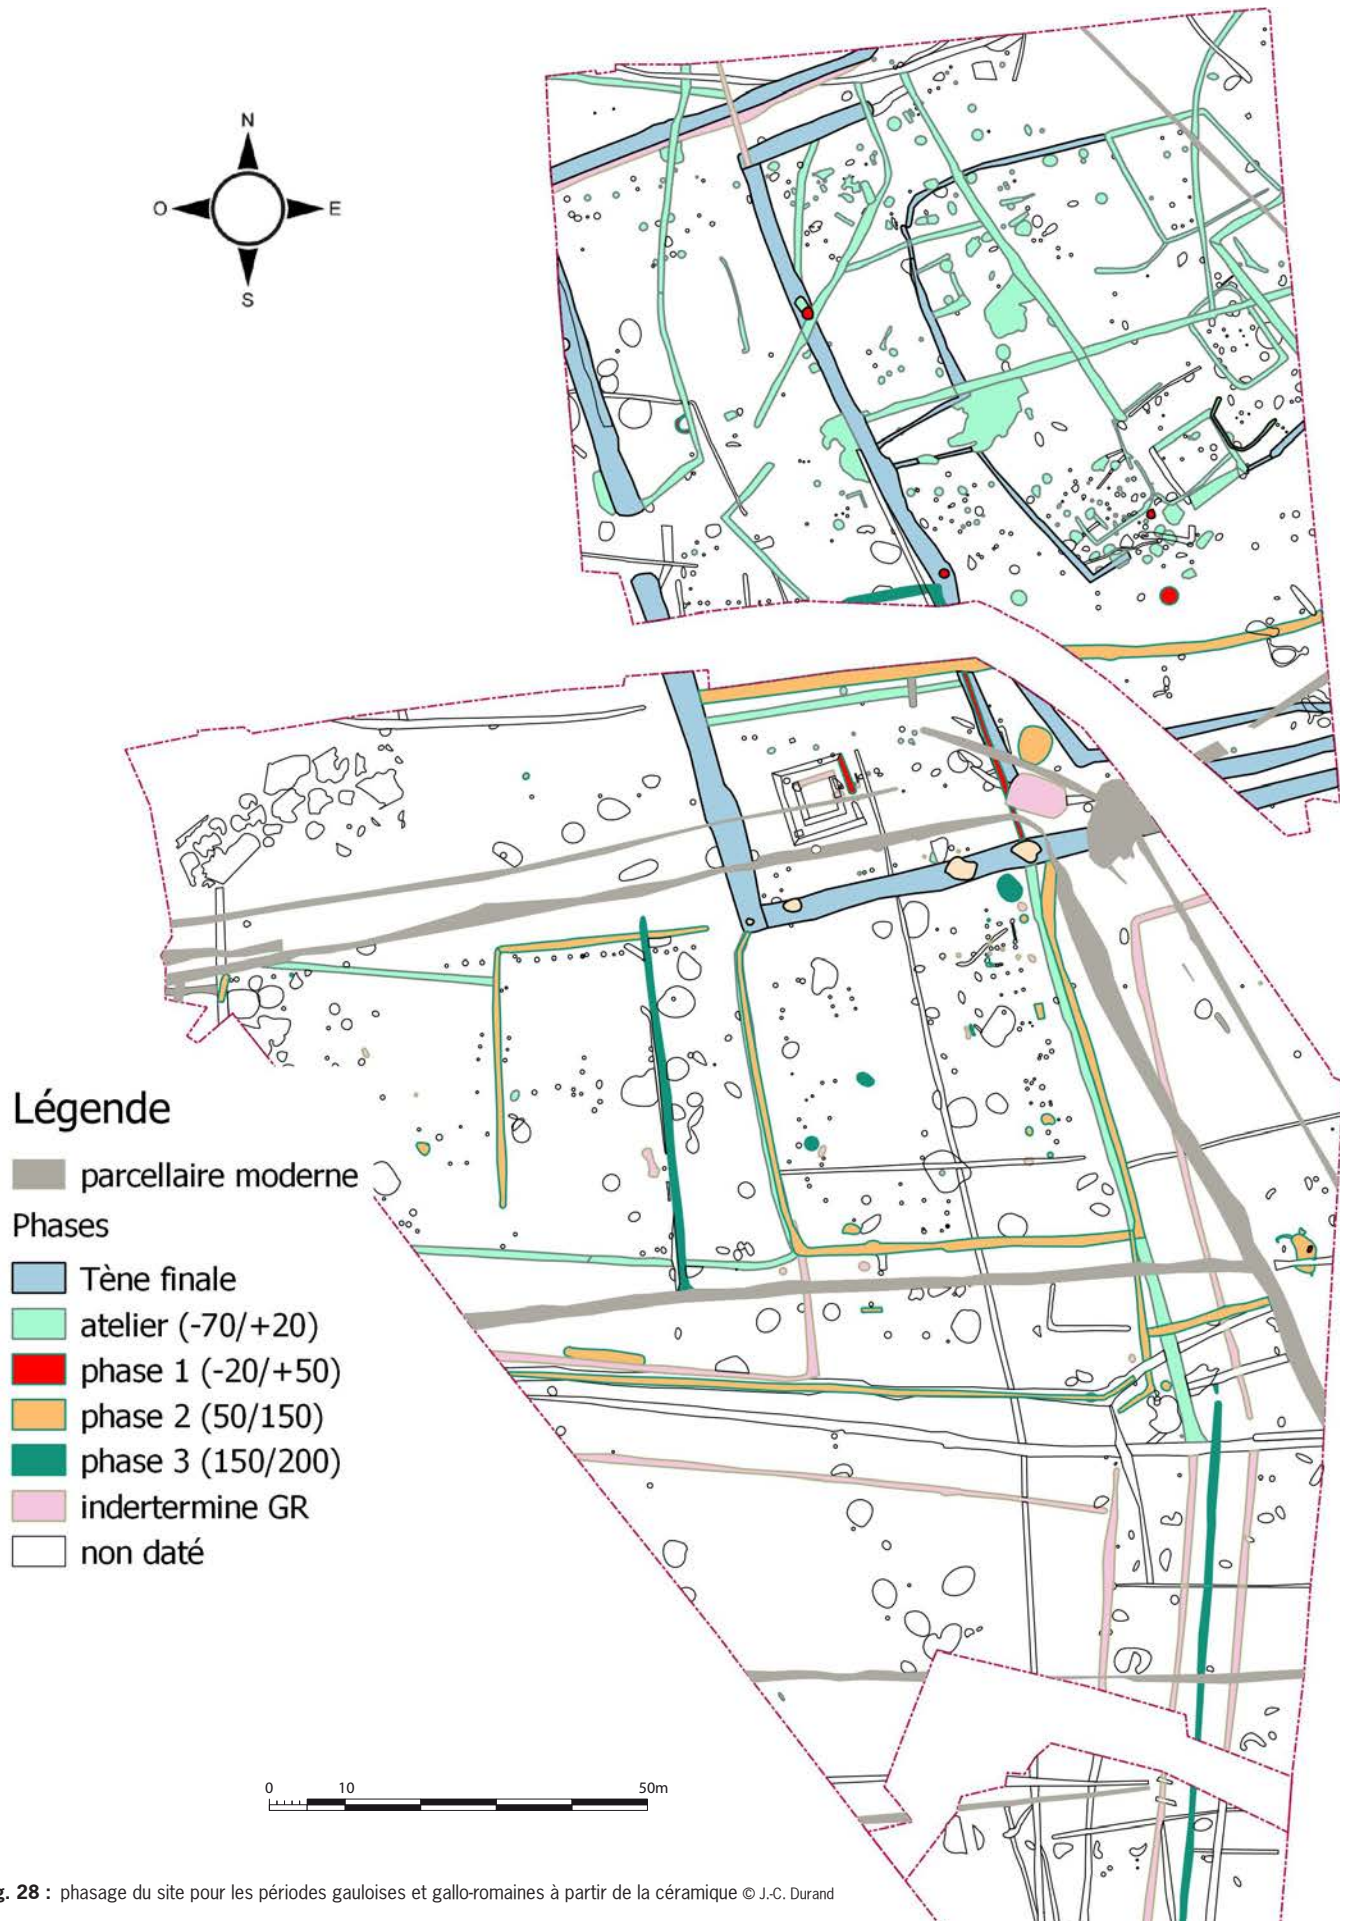 N
O
E
S
Légende
parcellaire moderne
Phases
Tène finale
atelier (-70/+20)
phase 1 (-20/+50)
phase 2 (50/150)
phase 3 (150/200)
indertermine GR
non daté
0 10 50m
g. 28 : phasage du site pour les périodes gauloises et gallo-romaines à partir de la céramique © J.-C. Durand